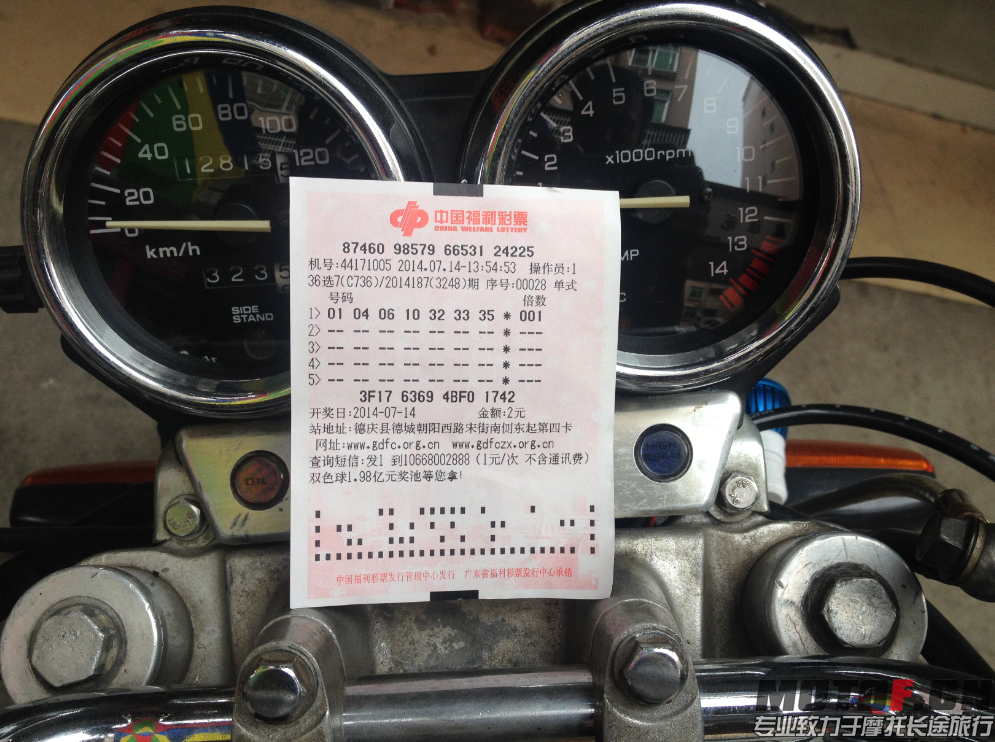 20
40
60
80
100
120
12815
km/h
323
SIDE
STAND
1
2
3
4
5
6
7
8
9
10
11
12
13
14
x1000rpm
中国福利彩票
CHINA WELFARE LOTTERY
87460 98579 66531 24225
机号:44171005 2014.07.14-13:54:53 操作员:1
36选7(C736)/2014187(3248)期 序号:00028 单式
号码 倍数
1> 01 04 06 10 32 33 35 * 001
2> -- -- -- -- -- -- -- * ---
3> -- -- -- -- -- -- -- * ---
4> -- -- -- -- -- -- -- * ---
5> -- -- -- -- -- -- -- * ---
3F17 6369 4BF0 1742
开奖日:2014-07-14 金额:2元
站地址:德庆县德城朝阳西路宋街南侧东起第四卡
网址:www.gdfc.org.cn www.gdfczx.org.cn
查询短信:发1 到10668002888 (1元/次 不含通讯费)
双色球1.98亿元奖池等您拿!
中国福利彩票发行管理中心发行 广东省福利彩票发行中心承销
OIL
HIGH
BEAM
MOTOF.CN
专业致力于摩托长途旅行